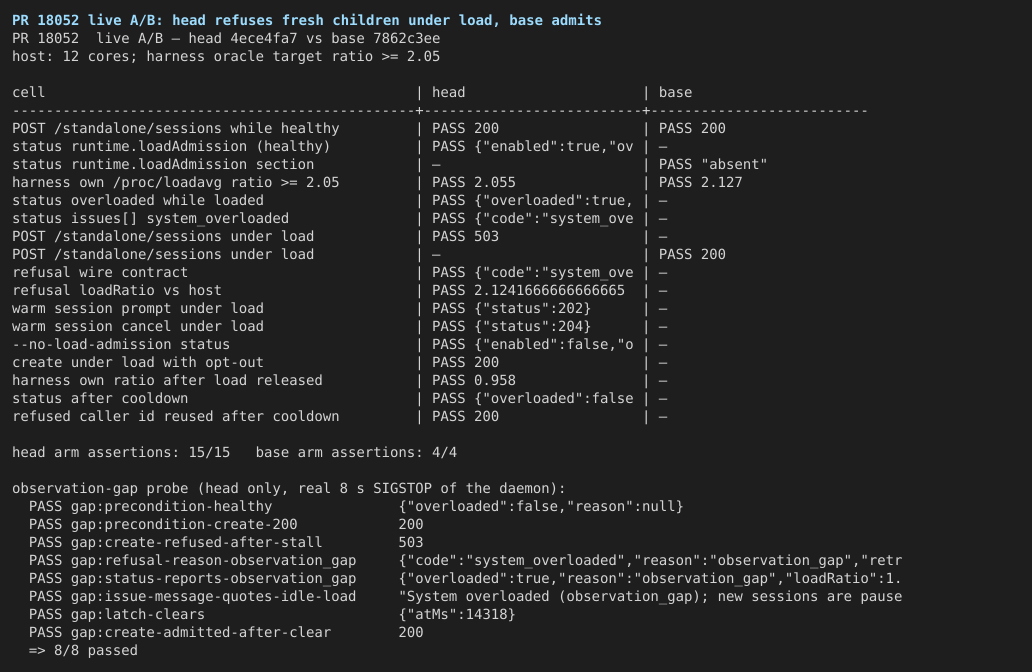 PR 18052 live A/B: head refuses fresh children under load, base admits
PR 18052  live A/B — head 4ece4fa7 vs base 7862c3ee
host: 12 cores; harness oracle target ratio >= 2.05
cell                                            | head                     | base
------------------------------------------------+--------------------------+--------------------------
POST /standalone/sessions while healthy         | PASS 200                 | PASS 200
status runtime.loadAdmission (healthy)          | PASS {"enabled":true,"ov | —
status runtime.loadAdmission section            | —                        | PASS "absent"
harness own /proc/loadavg ratio >= 2.05         | PASS 2.055               | PASS 2.127
status overloaded while loaded                  | PASS {"overloaded":true, | —
status issues[] system_overloaded               | PASS {"code":"system_ove | —
POST /standalone/sessions under load            | PASS 503                 | —
POST /standalone/sessions under load            | —                        | PASS 200
refusal wire contract                           | PASS {"code":"system_ove | —
refusal loadRatio vs host                       | PASS 2.1241666666666665  | —
warm session prompt under load                  | PASS {"status":202}      | —
warm session cancel under load                  | PASS {"status":204}      | —
--no-load-admission status                      | PASS {"enabled":false,"o | —
create under load with opt-out                  | PASS 200                 | —
harness own ratio after load released           | PASS 0.958               | —
status after cooldown                           | PASS {"overloaded":false | —
refused caller id reused after cooldown         | PASS 200                 | —
head arm assertions: 15/15   base arm assertions: 4/4
observation-gap probe (head only, real 8 s SIGSTOP of the daemon):
  PASS gap:precondition-healthy               {"overloaded":false,"reason":null}
  PASS gap:precondition-create-200            200
  PASS gap:create-refused-after-stall         503
  PASS gap:refusal-reason-observation_gap     {"code":"system_overloaded","reason":"observation_gap","retr
  PASS gap:status-reports-observation_gap     {"overloaded":true,"reason":"observation_gap","loadRatio":1.
  PASS gap:issue-message-quotes-idle-load     "System overloaded (observation_gap); new sessions are pause
  PASS gap:latch-clears                       {"atMs":14318}
  PASS gap:create-admitted-after-clear        200
  => 8/8 passed